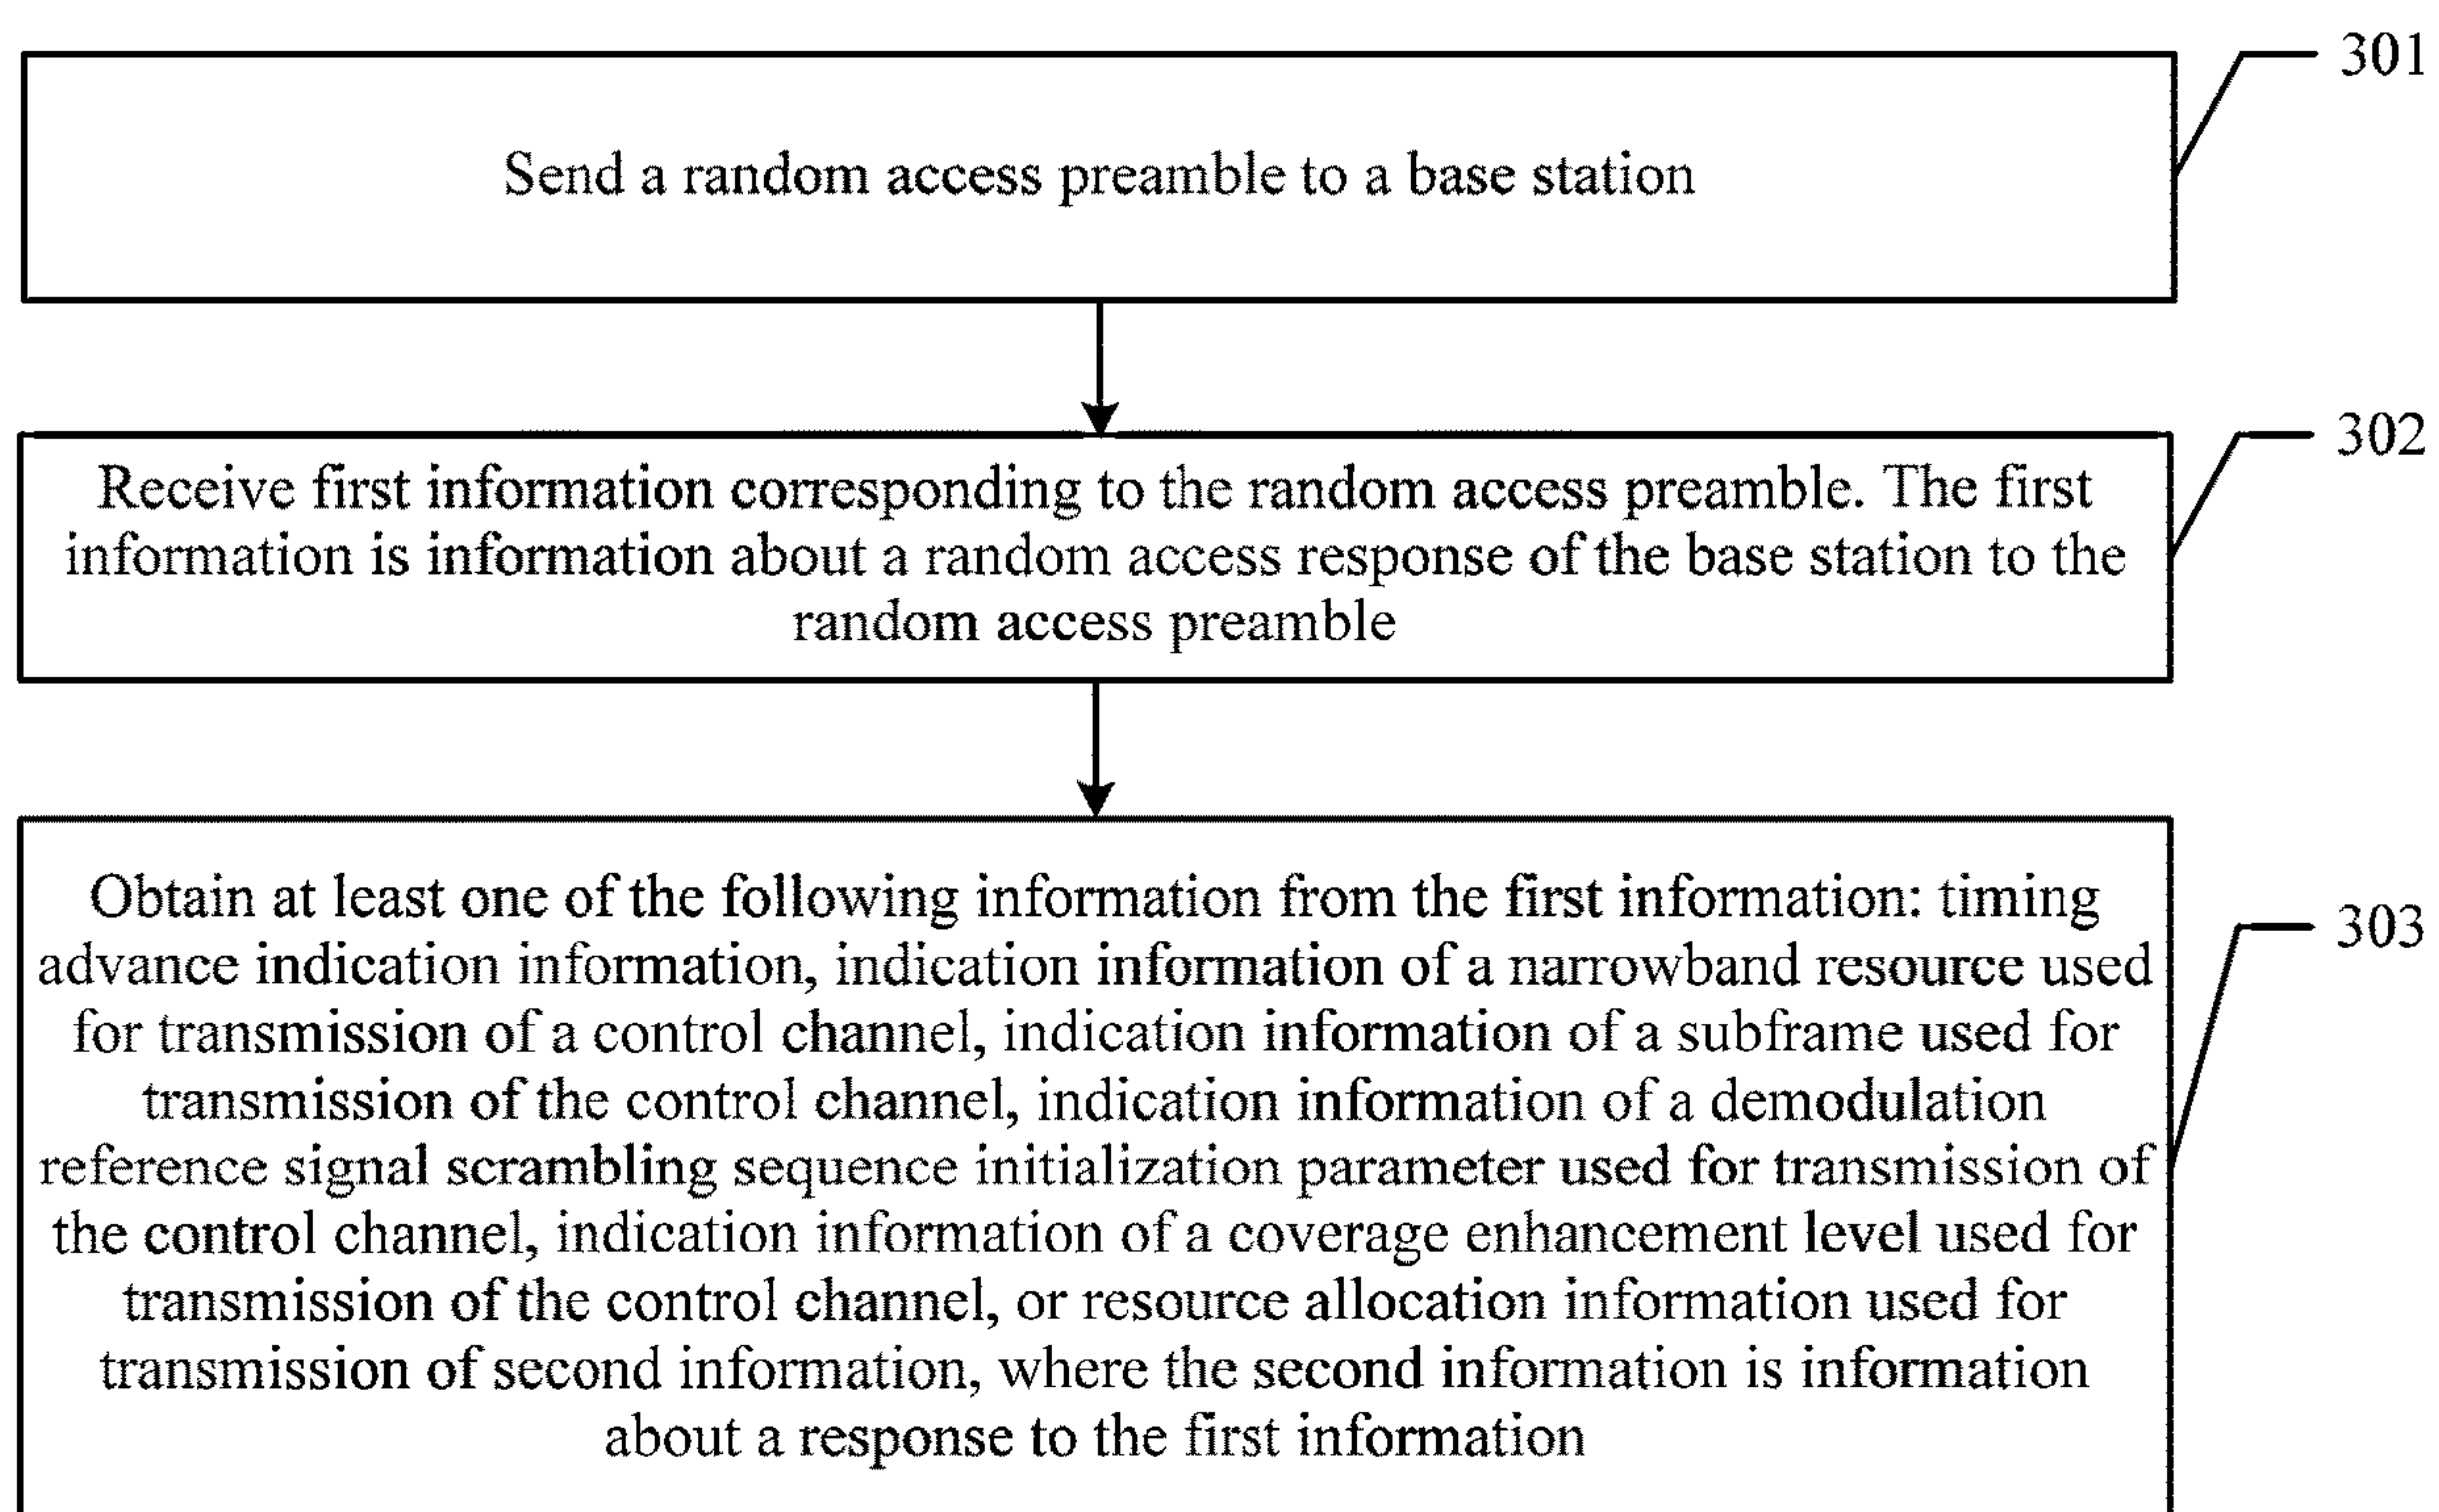 301
Send a random access preamble to a base station
302
Receive first information corresponding to the random access preamble. The first
information is information about a random access response of the base station to the
random access preamble
303
Obtain at least one of the following information from the first information: timing
advance indication information, indication information of a narrowband resource used
for transmission of a control channel, indication information of a subframe used for
transmission of the control channel, indication information of a demodulation
reference signal scrambling sequence initialization parameter used for transmission of
the control channel, indication information of a coverage enhancement level used for
transmission of the control channel, or resource allocation information used for
transmission of second information, where the second information is information
about a response to the first information